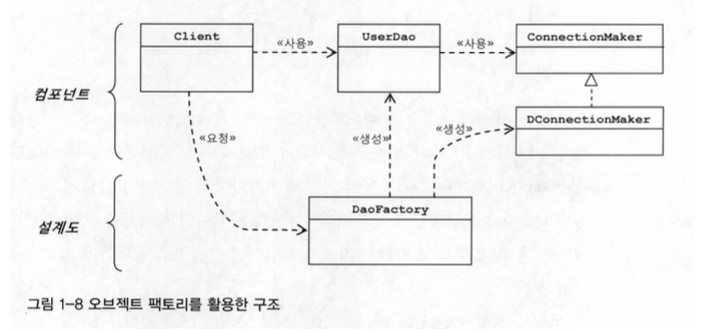 Client
«사용»
UserDao
«사용»
ConnectionMaker
컴포넌트
DConnectionMaker
«요청»
«생성»
«생성»
DaoFactory
설계도
그림 1-8 오브젝트 팩토리를 활용한 구조